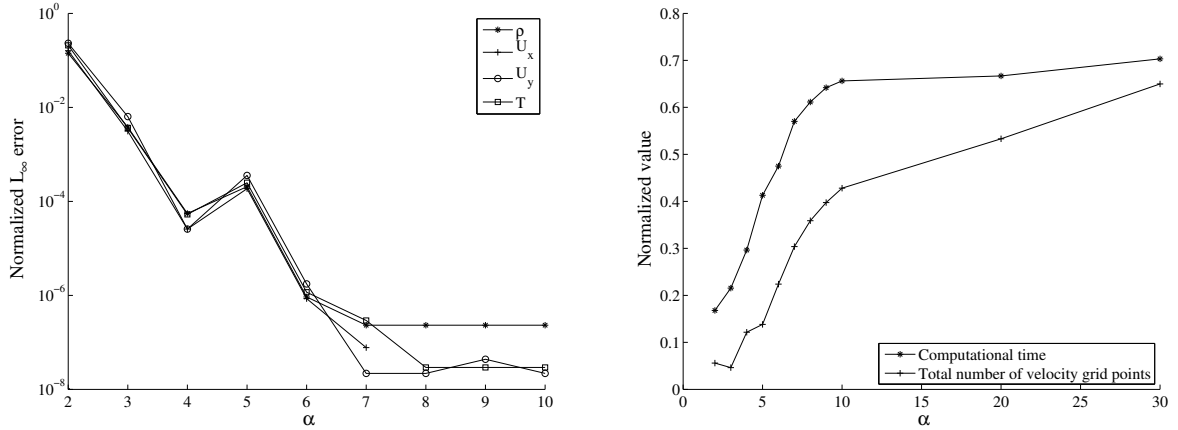 10^0
10^-2
10^-4
10^-6
10^-8
Normalized L∞ error
2 3 4 5 6 7 8 9 10
α
ρ
U_x
U_y
T
0.8
0.7
0.6
0.5
0.4
0.3
0.2
0.1
0
Normalized value
0 5 10 15 20 25 30
α
Computational time
Total number of velocity grid points